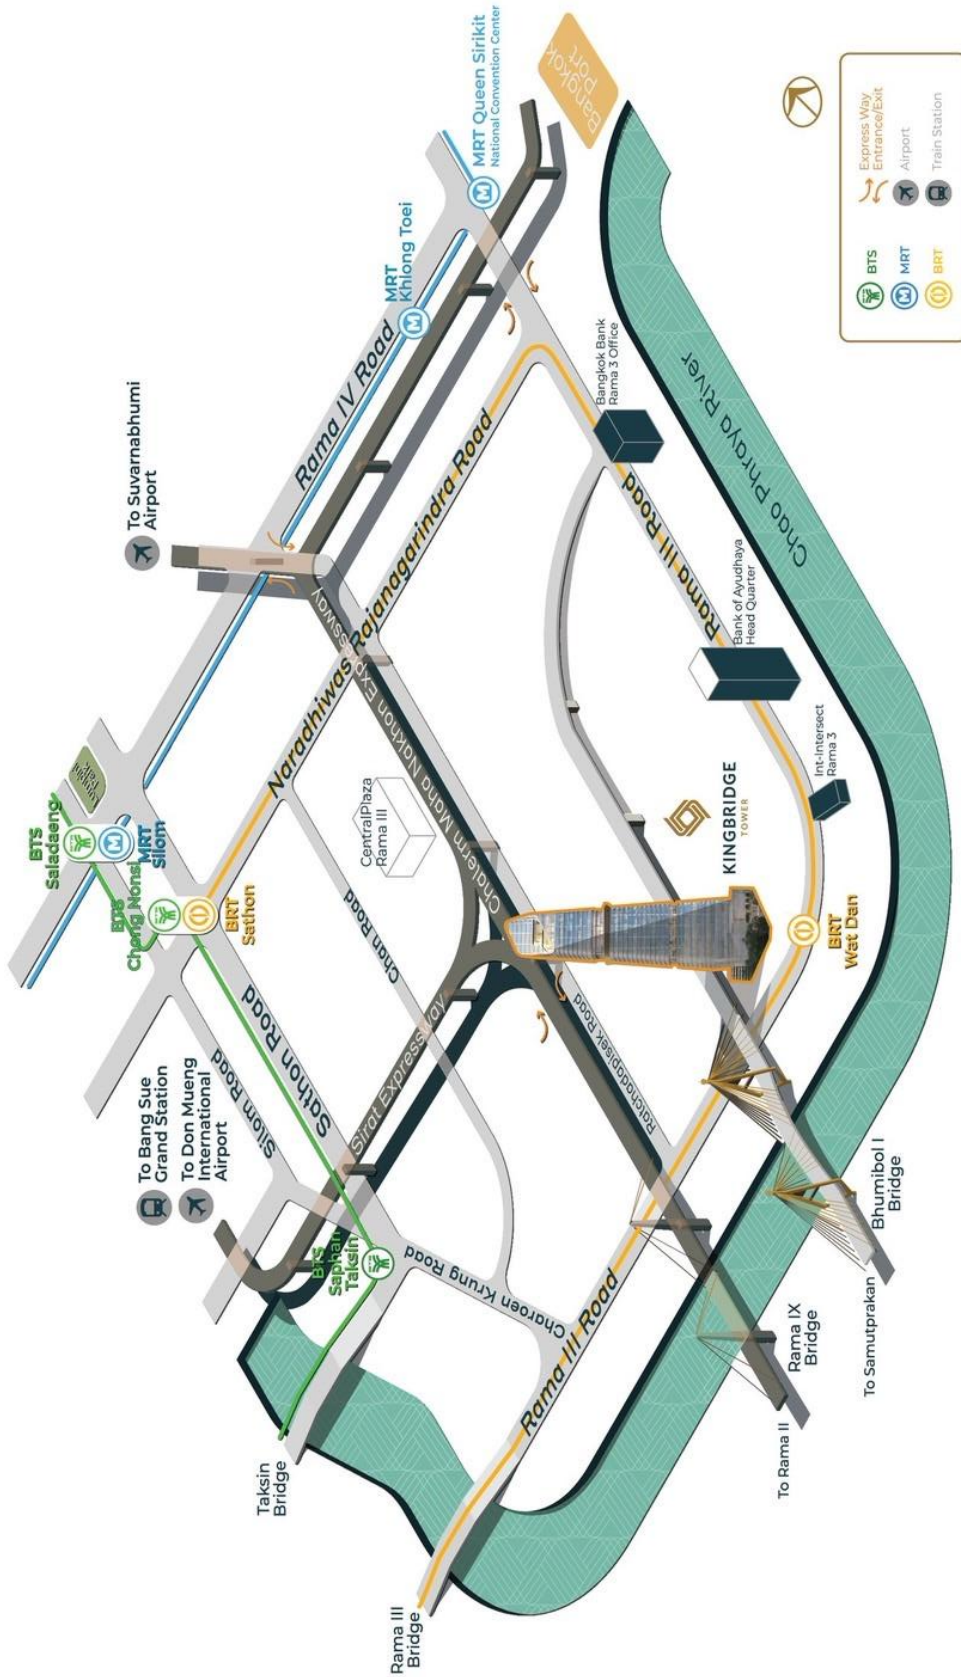 Taksin
Bridge
Rama III
Bridge
To Bang Sue
Grand Station
To Don Mueng
International
Airport
BTS
Saphan
Taksin
Silom Road
Sathon Road
Charoen Krung Road
Rama III Road
BTS
Chong Nonsi
BTS
Saladaeng
MRT
Silom
BRT
Sathon
Lumpini
Park
Sirat Expressway
Chan Road
CentralPlaza
Rama III
Naradhiwas Rajanagarindra Road
To Suvarnabhumi
Airport
Rama IV Road
MRT
Khlong Toei
MRT Queen Sirikit
National Convention Center
Bangkok
Port
Chalerm Maha Nakhon Expressway
Ratchadapisek Road
KINGBRIDGE
TOWER
Rama III Road
Bangkok Bank
Rama 3 Office
Bank of Ayudhaya
Head Quarter
Int-Intersect
Rama 3
BRT
Wat Dan
Rama IX
Bridge
To Rama II
Bhumibol I
Bridge
To Samutprakan
Chao Phraya River
BTS
MRT
BRT
Express Way
Entrance/Exit
Airport
Train Station